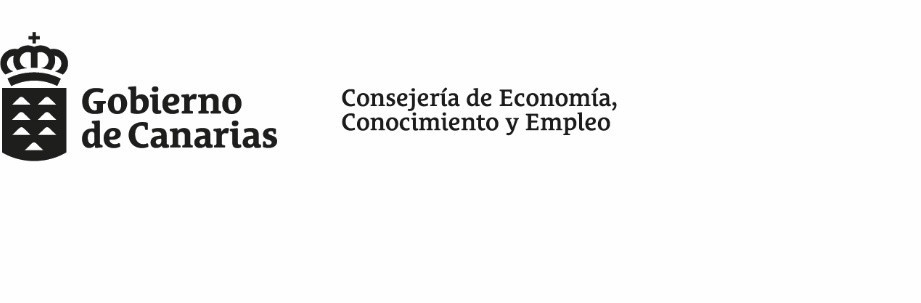 Gobierno
de Canarias
Consejería de Economía,
Conocimiento y Empleo